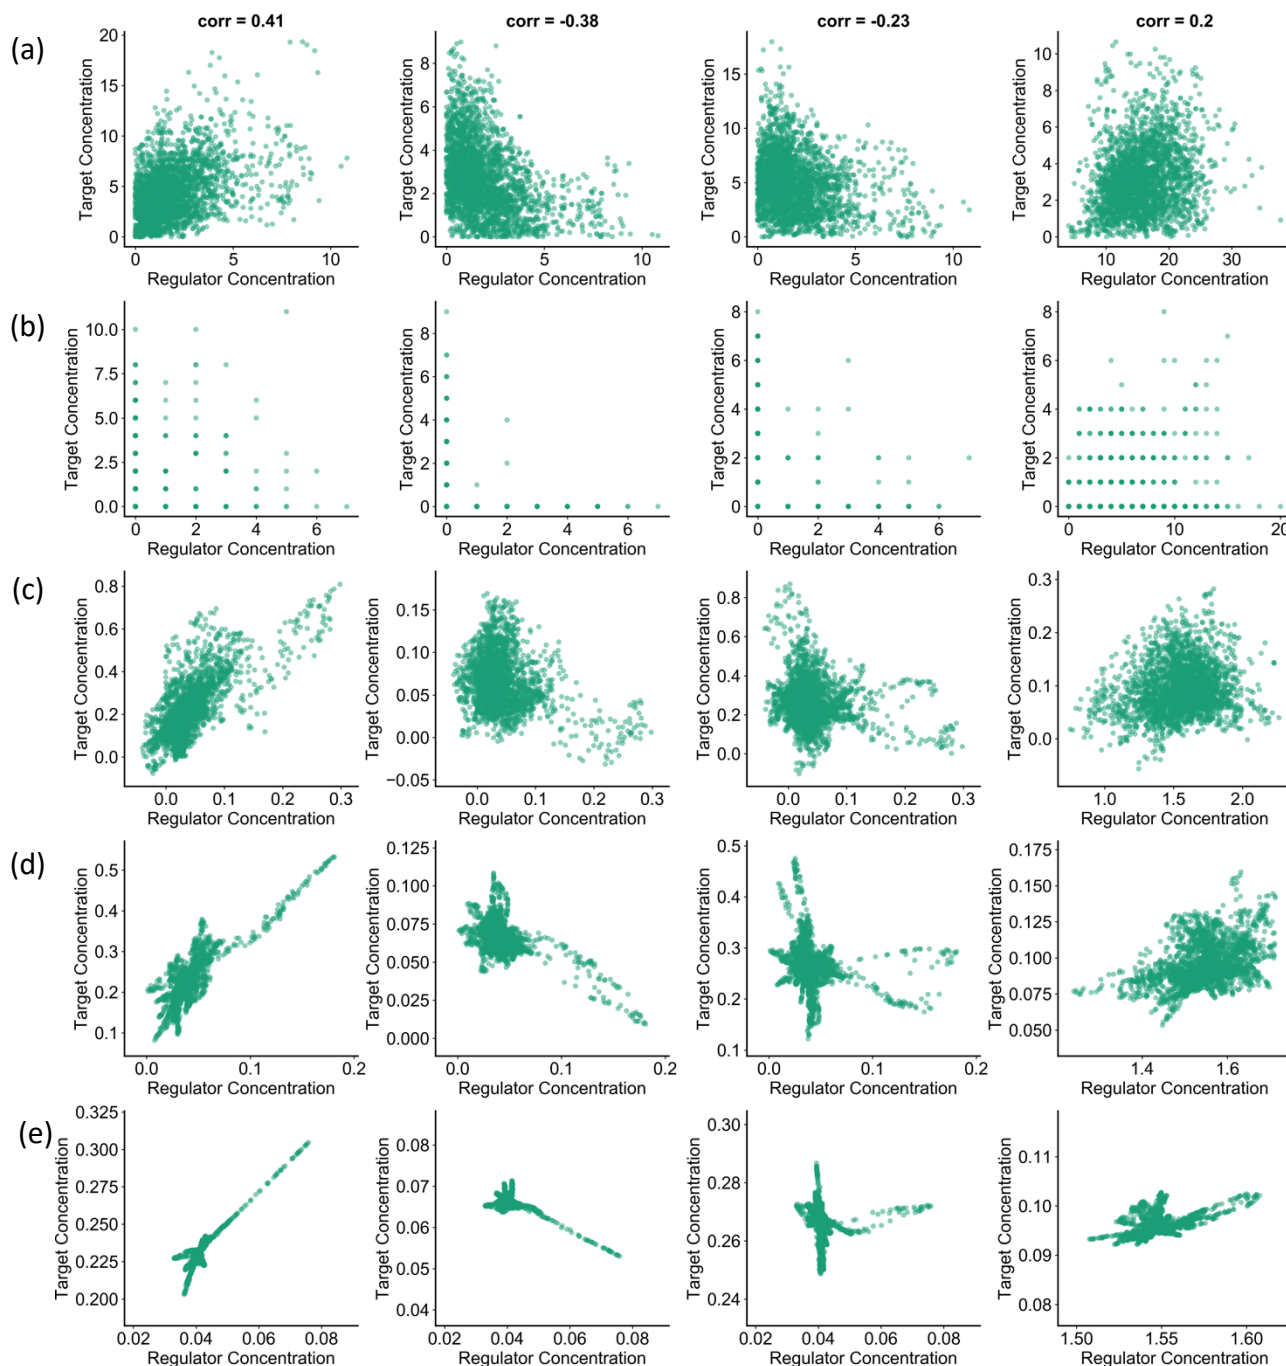 corr = 0.41 corr = -0.38 corr = -0.23 corr = 0.2
(a)
Target Concentration
20
15
10
5
0
0 5 10
Regulator Concentration
Target Concentration
8
6
4
2
0
0 5 10
Regulator Concentration
Target Concentration
15
10
5
0
0 5 10
Regulator Concentration
Target Concentration
10
8
6
4
2
0
10 20 30
Regulator Concentration
(b)
Target Concentration
10.0
7.5
5.0
2.5
0.0
0 2 4 6
Regulator Concentration
Target Concentration
8
6
4
2
0
0 2 4 6
Regulator Concentration
Target Concentration
8
6
4
2
0
0 2 4 6
Regulator Concentration
Target Concentration
8
6
4
2
0
0 10 20
Regulator Concentration
(c)
Target Concentration
0.8
0.6
0.4
0.2
0.0
0.0 0.1 0.2 0.3
Regulator Concentration
Target Concentration
0.15
0.10
0.05
0.00
−0.05
0.0 0.1 0.2 0.3
Regulator Concentration
Target Concentration
0.8
0.6
0.4
0.2
0.0
0.0 0.1 0.2 0.3
Regulator Concentration
Target Concentration
0.3
0.2
0.1
0.0
1.0 1.5 2.0
Regulator Concentration
(d)
Target Concentration
0.5
0.4
0.3
0.2
0.1
0.0 0.1 0.2
Regulator Concentration
Target Concentration
0.125
0.100
0.075
0.050
0.025
0.000
0.0 0.1 0.2
Regulator Concentration
Target Concentration
0.5
0.4
0.3
0.2
0.1
0.0 0.1 0.2
Regulator Concentration
Target Concentration
0.175
0.150
0.125
0.100
0.075
0.050
1.4 1.6
Regulator Concentration
(e)
Target Concentration
0.325
0.300
0.275
0.250
0.225
0.200
0.02 0.04 0.06 0.08
Regulator Concentration
Target Concentration
0.08
0.07
0.06
0.05
0.04
0.02 0.04 0.06 0.08
Regulator Concentration
Target Concentration
0.30
0.28
0.26
0.24
0.02 0.04 0.06 0.08
Regulator Concentration
Target Concentration
0.11
0.10
0.09
0.08
1.50 1.55 1.60
Regulator Concentration